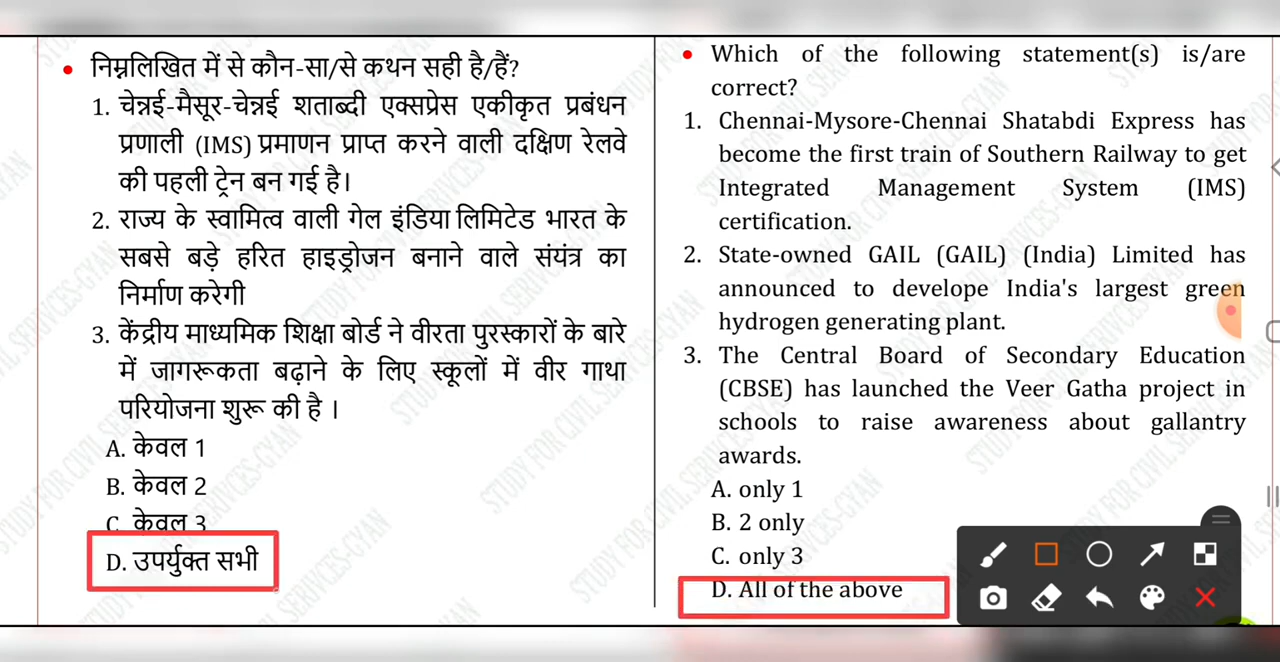 • निम्नलिखित में से कौन-सा/से कथन सही है/हैं?
1. चेन्नई-मैसूर-चेन्नई शताब्दी एक्सप्रेस एकीकृत प्रबंधन
प्रणाली (IMS) प्रमाणन प्राप्त करने वाली दक्षिण रेलवे
की पहली ट्रेन बन गई है।
2. राज्य के स्वामित्व वाली गेल इंडिया लिमिटेड भारत के
सबसे बड़े हरित हाइड्रोजन बनाने वाले संयंत्र का
निर्माण करेगी
3. केंद्रीय माध्यमिक शिक्षा बोर्ड ने वीरता पुरस्कारों के बारे
में जागरूकता बढ़ाने के लिए स्कूलों में वीर गाथा
परियोजना शुरू की है ।
A. केवल 1
B. केवल 2
C. केवल 3
D. उपर्युक्त सभी
• Which of the following statement(s) is/are
correct?
1. Chennai-Mysore-Chennai Shatabdi Express has
become the first train of Southern Railway to get
Integrated Management System (IMS)
certification.
2. State-owned GAIL (GAIL) (India) Limited has
announced to develope India's largest green
hydrogen generating plant.
3. The Central Board of Secondary Education
(CBSE) has launched the Veer Gatha project in
schools to raise awareness about gallantry
awards.
A. only 1
B. 2 only
C. only 3
D. All of the above